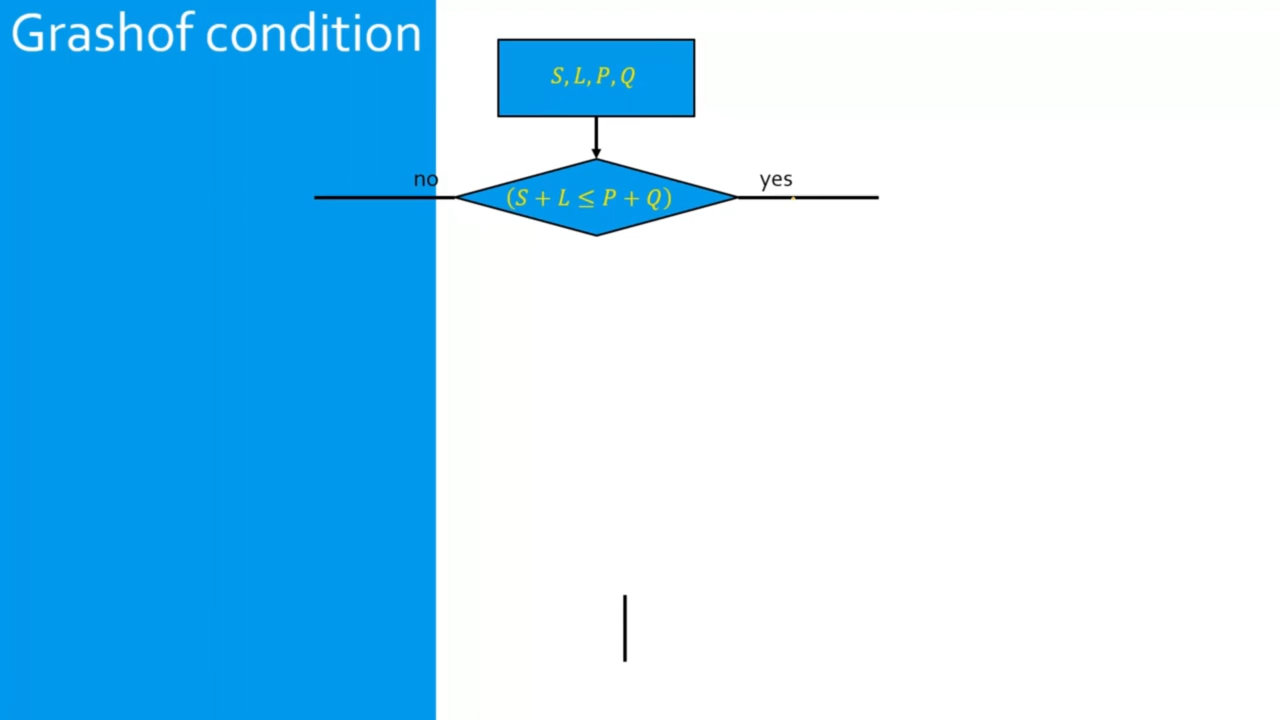 Grashof condition
S, L, P, Q
no
(S + L ≤ P + Q)
yes